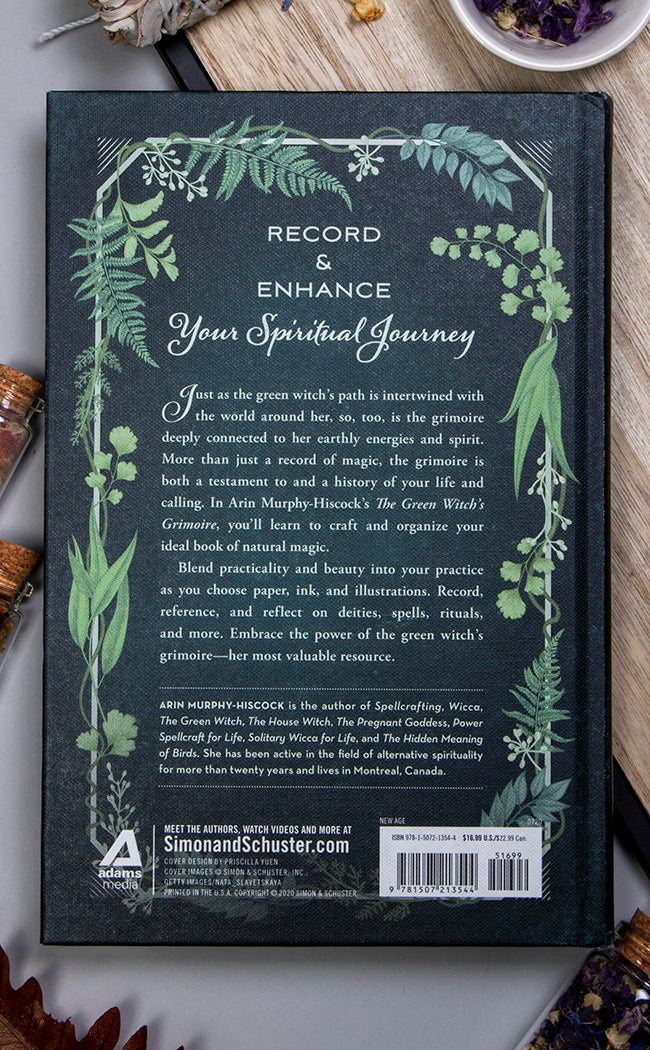 RECORD
&
ENHANCE
Your Spiritual Journey
Just as the green witch's path is intertwined with
the world around her, so, too, is the grimoire
deeply connected to her earthly energies and spirit.
More than just a record of magic, the grimoire is
both a testament to and a history of your life and
calling. In Arin Murphy-Hiscock's The Green Witch's
Grimoire, you'll learn to craft and organize your
ideal book of natural magic.
Blend practicality and beauty into your practice
as you choose paper, ink, and illustrations. Record,
reference, and reflect on deities, spells, rituals,
and more. Embrace the power of the green witch's
grimoire—her most valuable resource.
ARIN MURPHY-HISCOCK is the author of Spellcrafting, Wicca,
The Green Witch, The House Witch, The Pregnant Goddess, Power
Spellcraft for Life, Solitary Wicca for Life, and The Hidden Meaning
of Birds. She has been active in the field of alternative spirituality
for more than twenty years and lives in Montreal, Canada.
A
adams
media
MEET THE AUTHORS, WATCH VIDEOS AND MORE AT
SimonandSchuster.com
COVER DESIGN BY PRISCILLA YUEN
COVER IMAGES © SIMON & SCHUSTER, INC.;
GETTY IMAGES/NATA_SLAVETSKAYA
PRINTED IN THE U.S.A. COPYRIGHT © 2020 SIMON & SCHUSTER
NEW AGE
0720
ISBN 978-1-5072-1354-4 • $16.99 U.S./$22.99 Can.
51699
9 781507 213544